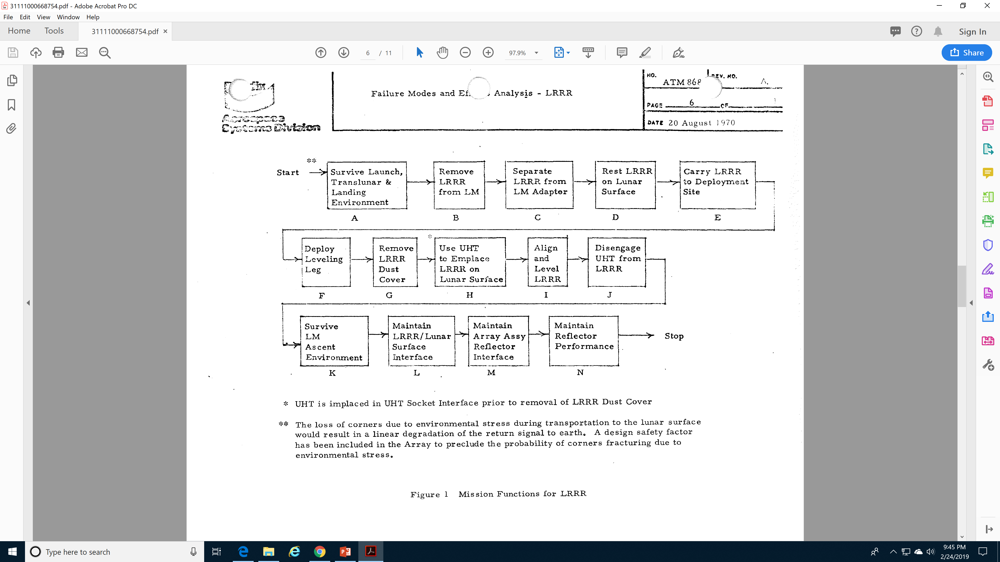 31111000668754.pdf - Adobe Acrobat Pro DC
File Edit View Window Help
Home Tools 31111000668754.pdf × Sign In
6 / 11 97.9% Share
NO. ATM 868 REV. NO. A.
Failure Modes and Analysis - LRRR
PAGE 6 OF 1
Aerospace
Systems Division
DATE 20 August 1970
**
Start
Survive Launch,
Translunar &
Landing
Environment
A
Remove
LRRR
from LM
B
Separate
LRRR from
LM Adapter
C
Rest LRRR
on Lunar
Surface
D
Carry LRRR
to Deployment
Site
E
Deploy
Leveling
Leg
F
Remove
LRRR
Dust
Cover
G
*
Use UHT
to Emplace
LRRR on
Lunar Surface
H
Align
and
Level
LRRR
I
Disengage
UHT from
LRRR
J
Survive
LM
Ascent
Environment
K
Maintain
LRRR/Lunar
Surface
Interface
L
Maintain
Array Assy
Reflector
Interface
M
Maintain
Reflector
Performance
N
Stop
* UHT is implaced in UHT Socket Interface prior to removal of LRRR Dust Cover
** The loss of corners due to environmental stress during transportation to the lunar surface
would result in a linear degradation of the return signal to earth. A design safety factor
has been included in the Array to preclude the probability of corners fracturing due to
environmental stress.
Figure 1 Mission Functions for LRRR
Type here to search
9:45 PM
2/24/2019